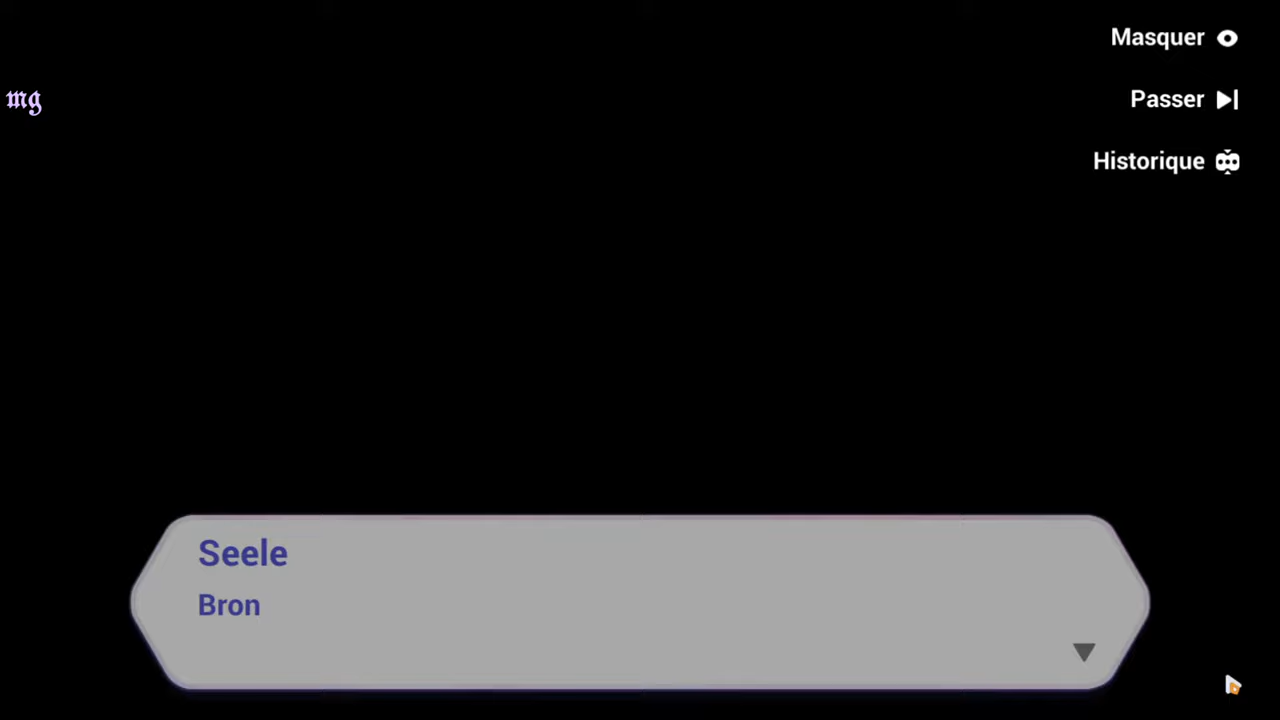 Masquer
𝖒𝖌
Passer
Historique
Seele
Bron